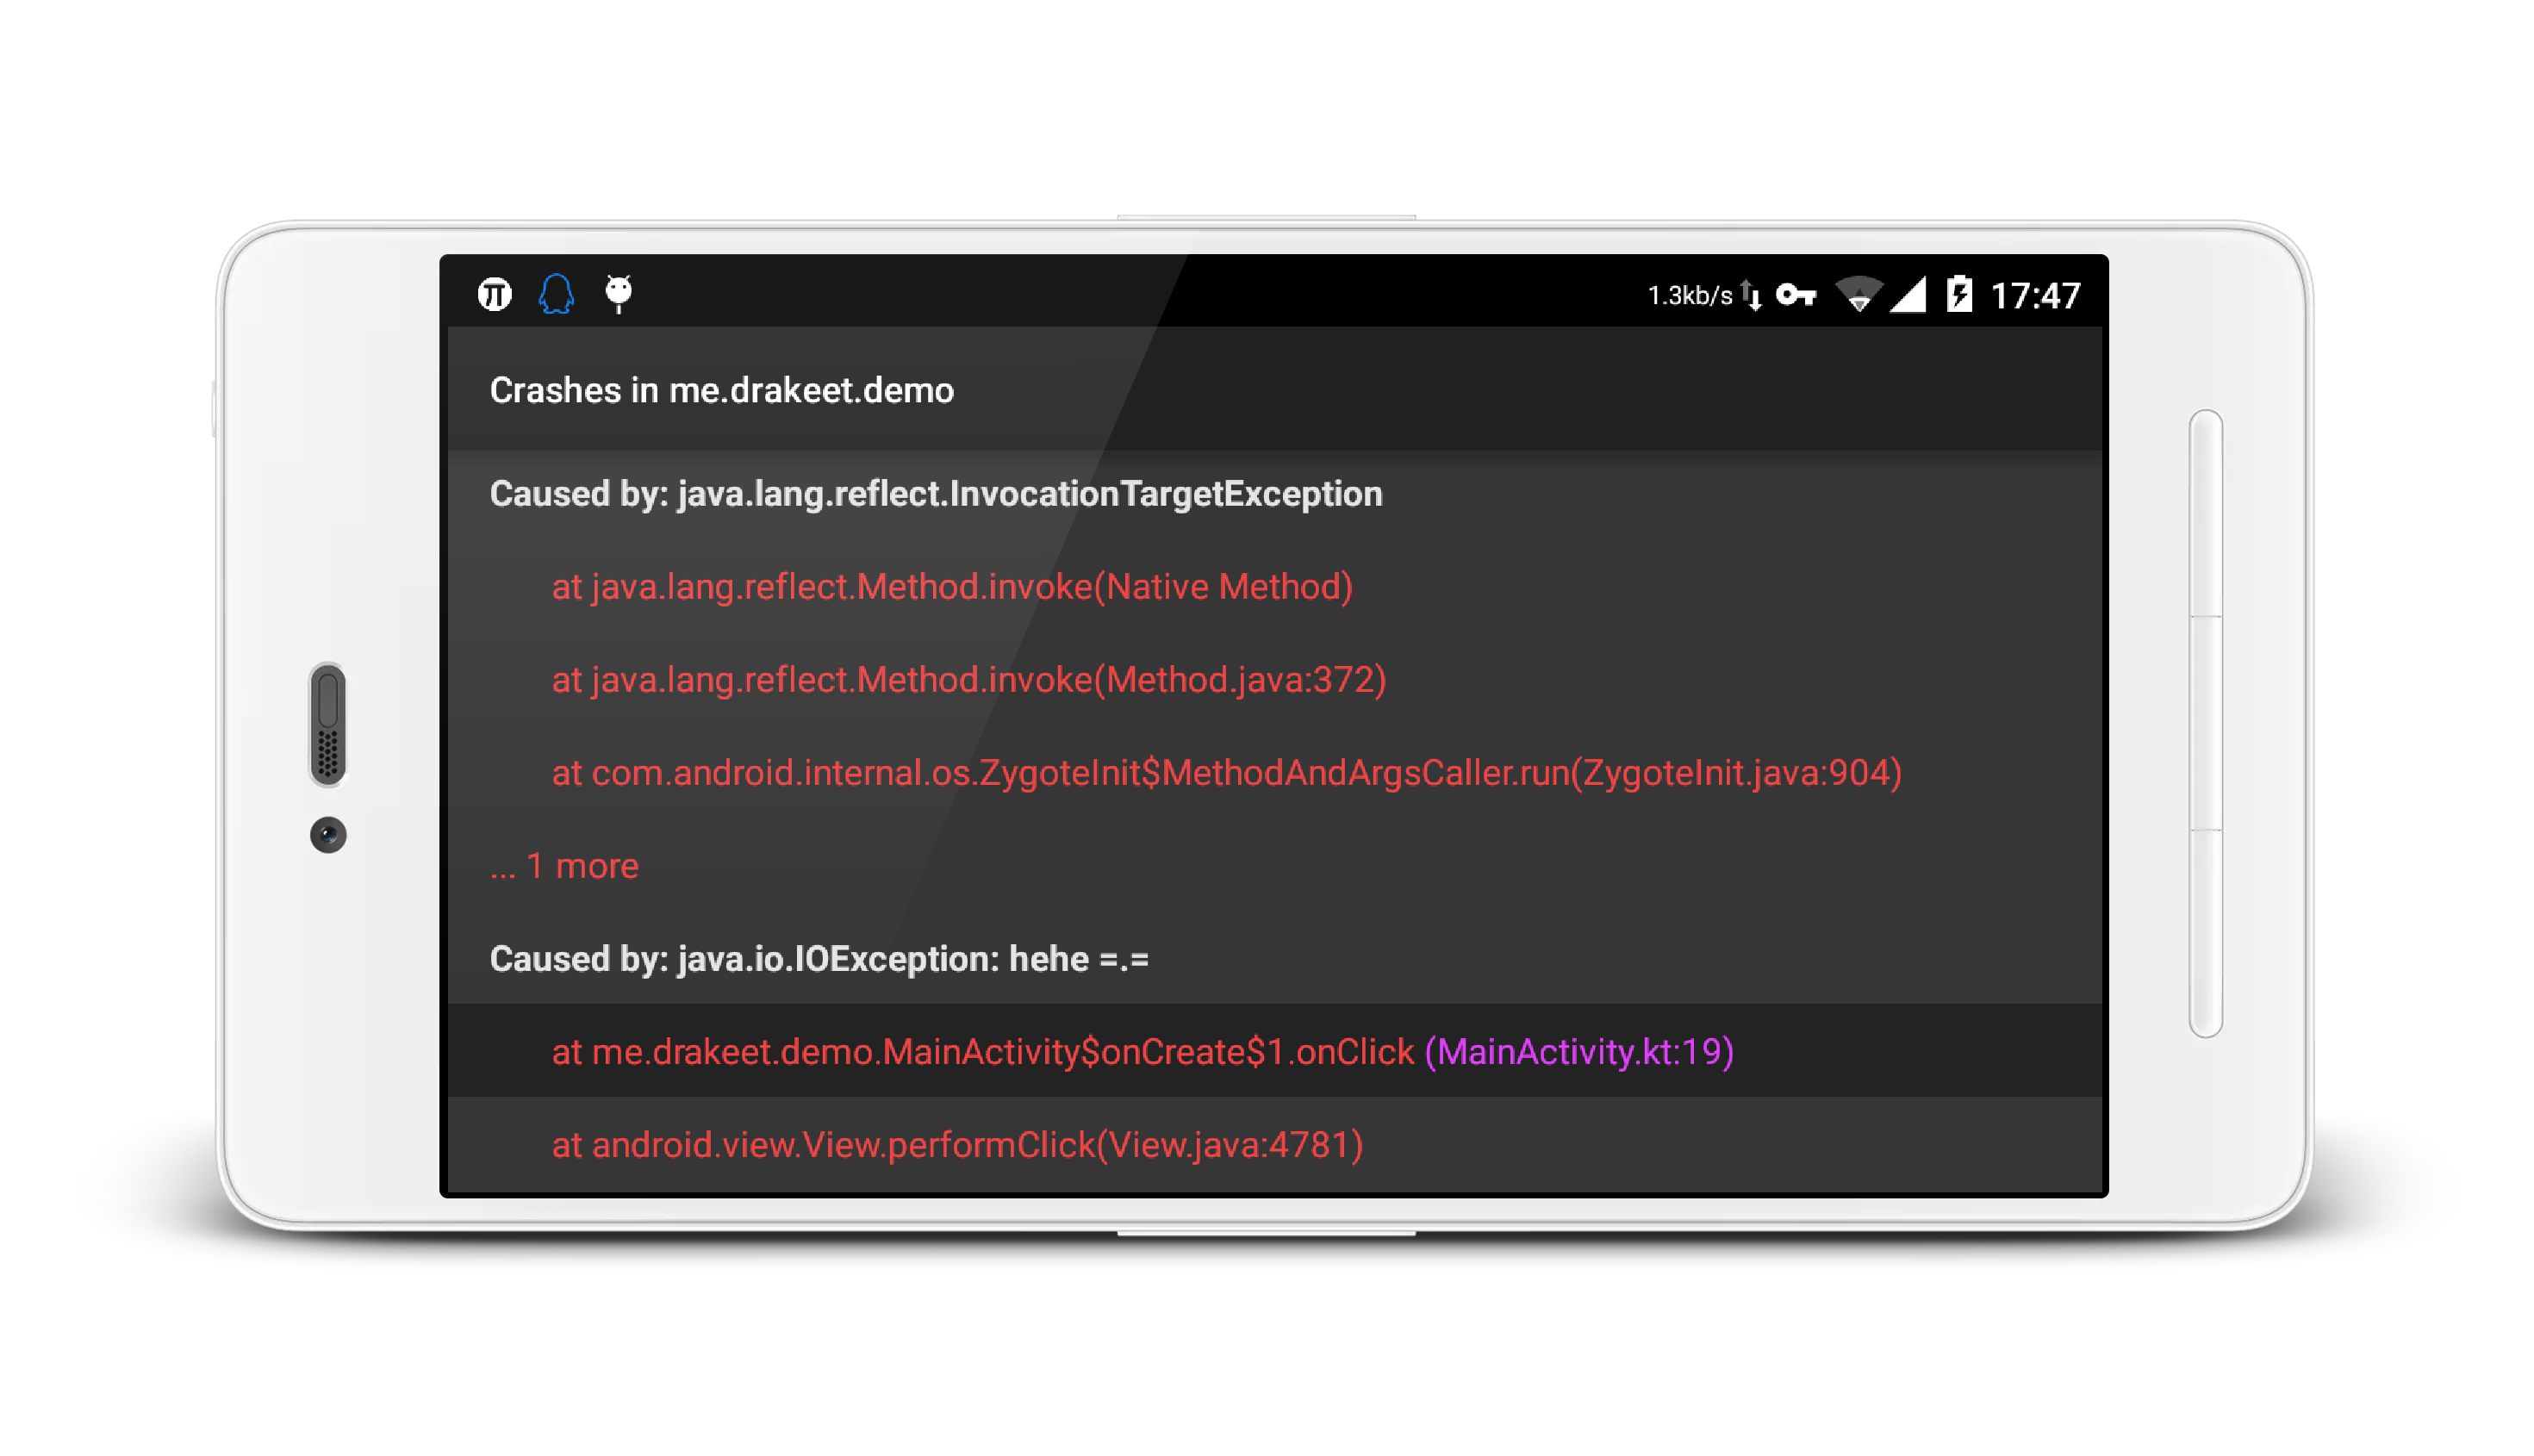 1.3kb/s 17:47
Crashes in me.drakeet.demo
Caused by: java.lang.reflect.InvocationTargetException
at java.lang.reflect.Method.invoke(Native Method)
at java.lang.reflect.Method.invoke(Method.java:372)
at com.android.internal.os.ZygoteInit$MethodAndArgsCaller.run(ZygoteInit.java:904)
... 1 more
Caused by: java.io.IOException: hehe =.=
at me.drakeet.demo.MainActivity$onCreate$1.onClick (MainActivity.kt:19)
at android.view.View.performClick(View.java:4781)